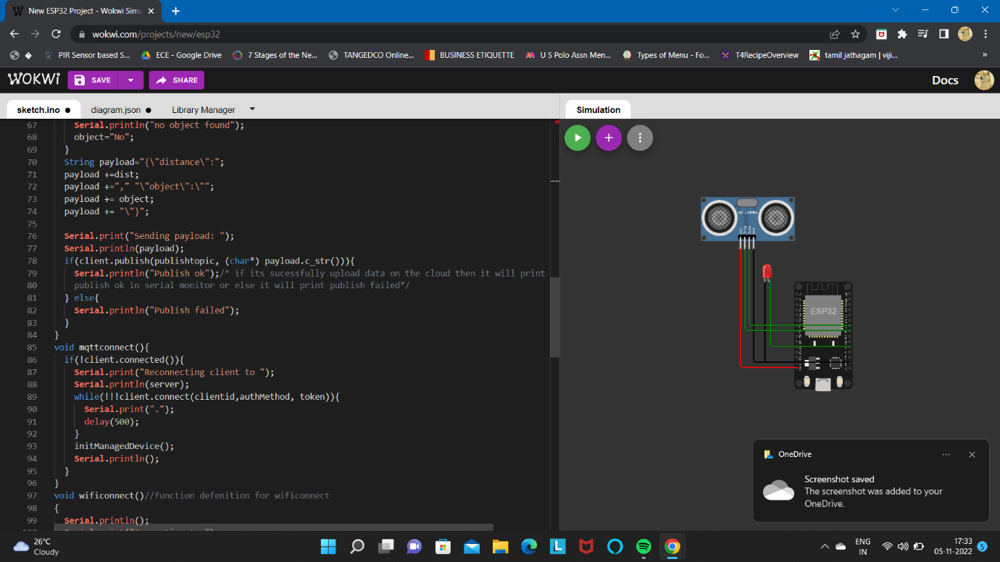 New ESP32 Project - Wokwi Simu
wokwi.com/projects/new/esp32
PIR Sensor based S...
ECE - Google Drive
7 Stages of the Ne...
TANGEDCO Online...
BUSINESS ETIQUETTE
U S Polo Assn Men...
Types of Menu - Fo...
T4RecipeOverview
tamil jathagam | viji...
»
WOKWi
SAVE
SHARE
Docs
sketch.ino ●
diagram.json ●
Library Manager
Simulation
67 Serial.println("no object found");
68 object="No";
69 }
70 String payload="{\"distance\":";
71 payload +=dist;
72 payload +="," "\"object\":\"";
73 payload += object;
74 payload += "\"}";
75
76 Serial.print("Sending payload: ");
77 Serial.println(payload);
78 if(client.publish(publishtopic, (char*) payload.c_str())){
79 Serial.println("Publish ok");/* if its sucessfully upload data on the cloud then it will print
80 publish ok in serial monitor or else it will print publish failed*/
81 } else{
82 Serial.println("Publish failed");
83 }
84 }
85 void mqttconnect(){
86 if(!client.connected()){
87 Serial.print("Reconnecting client to ");
88 Serial.println(server);
89 while(!!!client.connect(clientid,authMethod, token)){
90 Serial.print(".");
91 delay(500);
92 }
93 initManagedDevice();
94 Serial.println();
95 }
96 }
97 void wificonnect()//function defenition for wificonnect
98 {
99 Serial.println();
HC-SR04
ESP32
OneDrive
Screenshot saved
The screenshot was added to your
OneDrive.
26°C
Cloudy
ENG
IN
17:33
05-11-2022
5